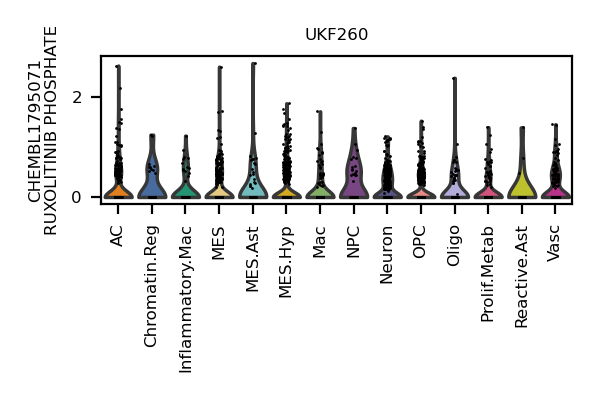 UKF260
CHEMBL1795071
RUXOLITINIB PHOSPHATE
2
0
AC
Chromatin.Reg
Inflammatory.Mac
MES
MES.Ast
MES.Hyp
Mac
NPC
Neuron
OPC
Oligo
Prolif.Metab
Reactive.Ast
Vasc